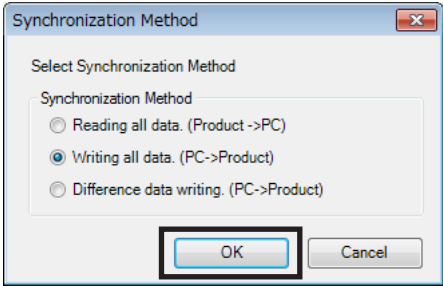 Synchronization Method
Select Synchronization Method
Synchronization Method
Reading all data. (Product ->PC)
Writing all data. (PC->Product)
Difference data writing. (PC->Product)
OK Cancel